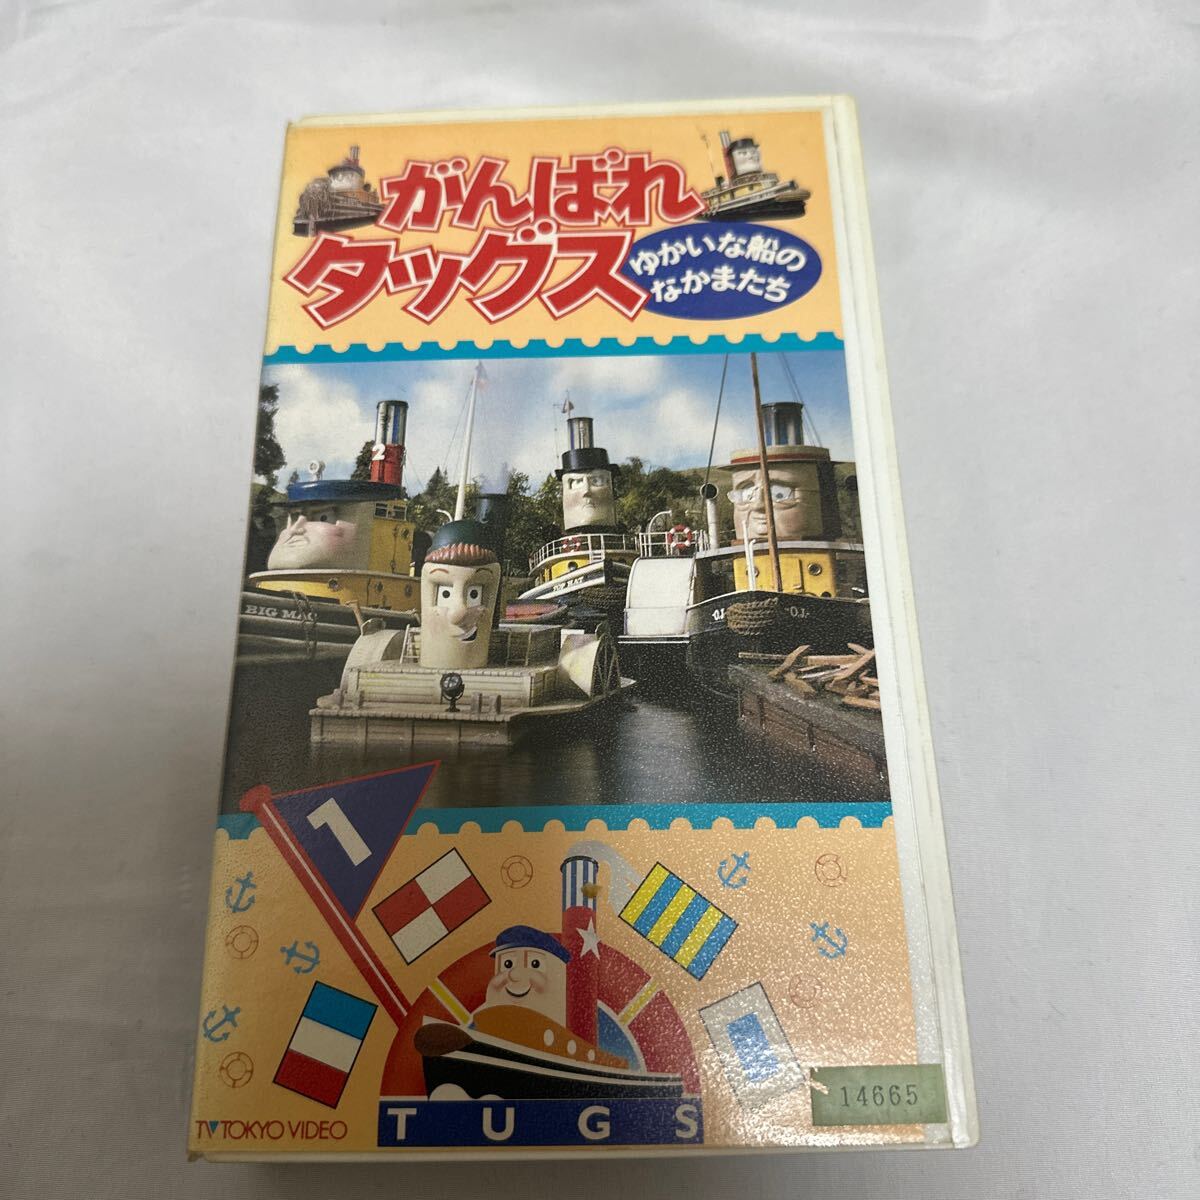 がんばれ
タッグス
ゆかいな船の
なかまたち
2
BIG MAC
TOP HAT
O.J.
O.J.
1
TUGS
14665
TV TOKYO VIDEO